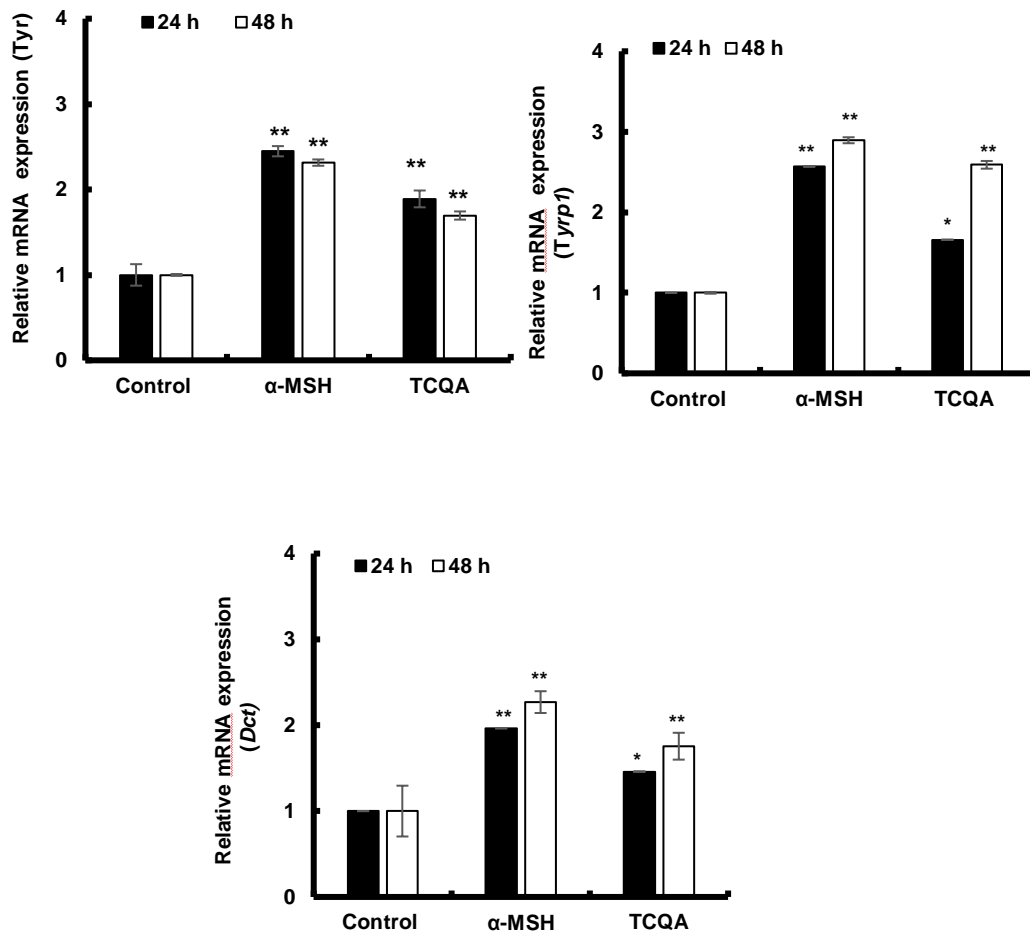 Relative mRNA expression (Tyr)
24 h 48 h
4
3
2
1
0
** ** ** **
Control α-MSH TCQA
Relative mRNA expression
(Tyrp1)
24 h 48 h
4
3
2
1
0
** ** * **
Control α-MSH TCQA
Relative mRNA expression
(Dct)
24 h 48 h
4
3
2
1
0
** ** * **
Control α-MSH TCQA